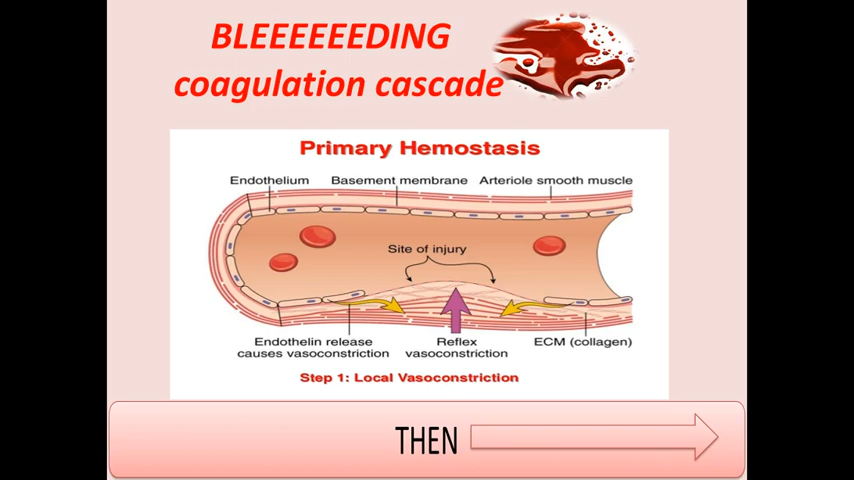 BLEEEEEEDING
coagulation cascade
Primary Hemostasis
Endothelium Basement membrane Arteriole smooth muscle
Site of injury
Endothelin release
causes vasoconstriction
Reflex
vasoconstriction
ECM (collagen)
Step 1: Local Vasoconstriction
THEN